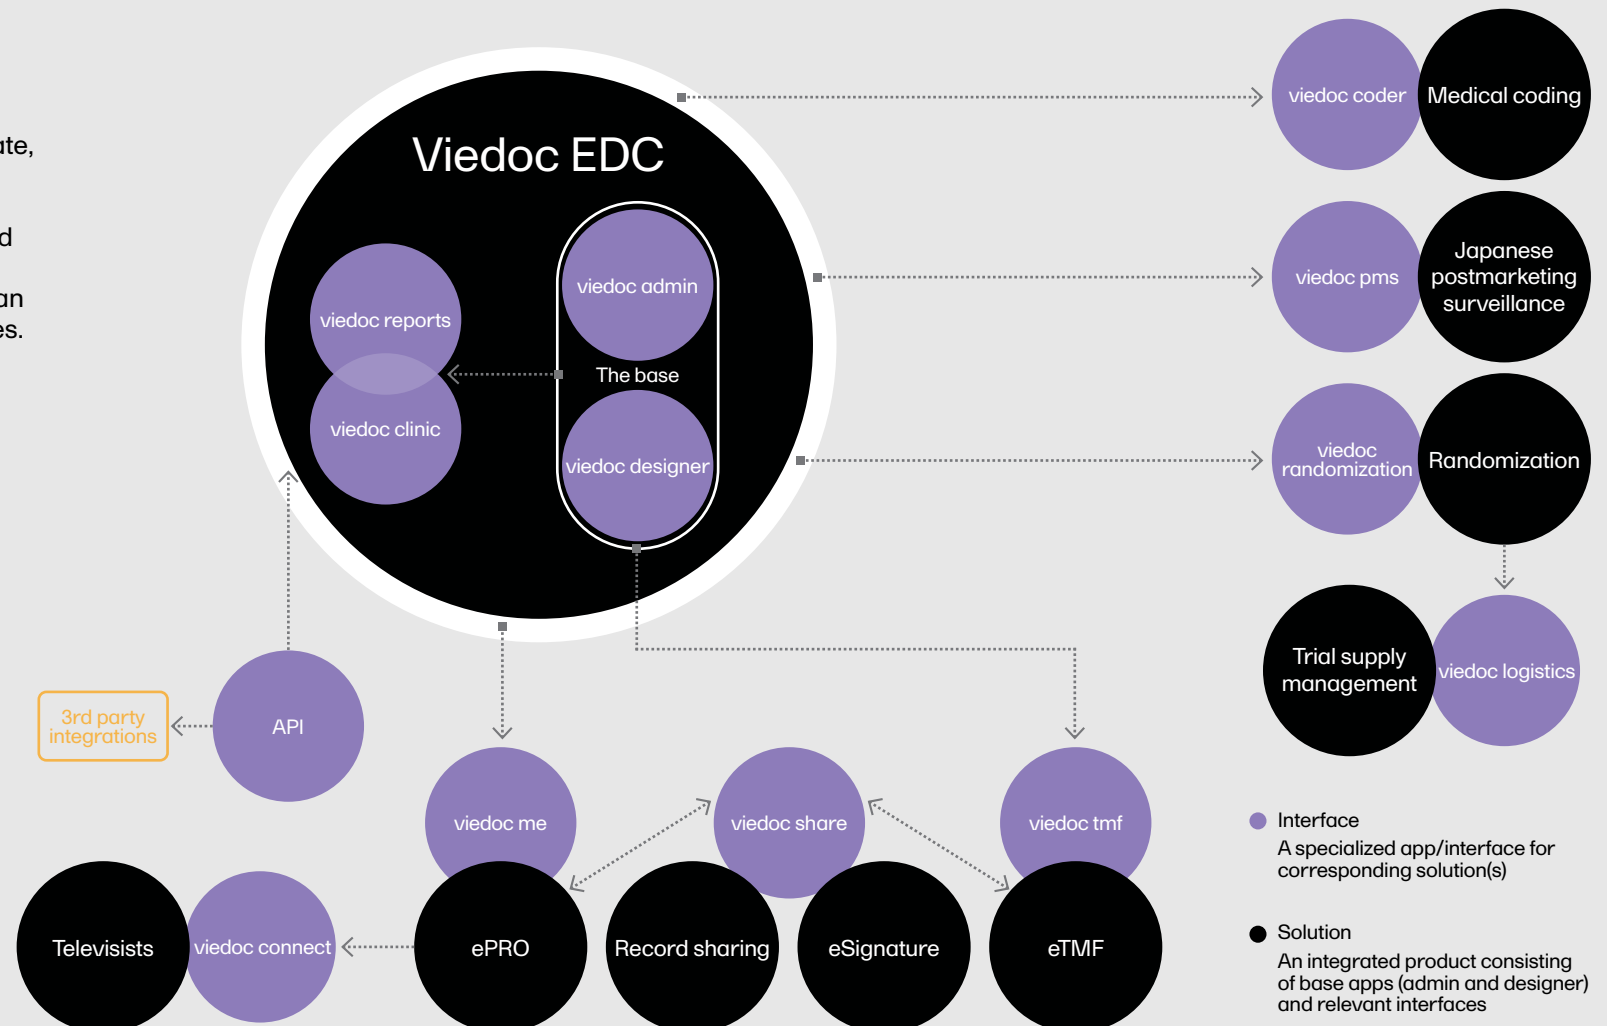 Viedoc EDC
viedoc reports
viedoc clinic
viedoc admin
The base
viedoc designer
viedoc coder
Medical coding
viedoc pms
Japanese
postmarketing
surveillance
viedoc
randomization
Randomization
Trial supply
management
viedoc logistics
3rd party
integrations
API
viedoc me
viedoc share
viedoc tmf
Televisists
viedoc connect
ePRO
Record sharing
eSignature
eTMF
Interface
A specialized app/interface for
corresponding solution(s)
Solution
An integrated product consisting
of base apps (admin and designer)
and relevant interfaces